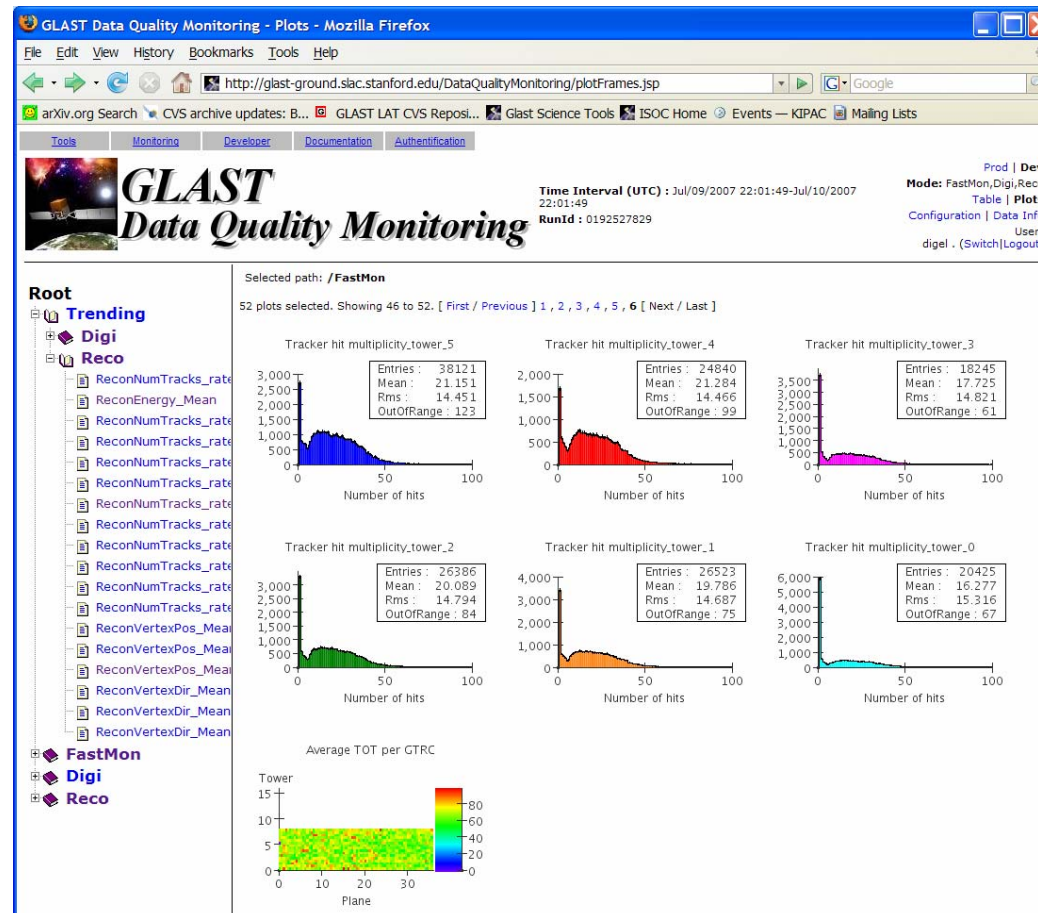 GLAST Data Quality Monitoring - Plots - Mozilla Firefox
File Edit View History Bookmarks Tools Help
http://glast-ground.slac.stanford.edu/DataQualityMonitoring/plotFrames.jsp
Google
arXiv.org Search CVS archive updates: B... GLAST LAT CVS Reposi... Glast Science Tools ISOC Home Events — KIPAC Mailing Lists
Tools Monitoring Developer Documentation Authentification
GLAST
Data Quality Monitoring
Time Interval (UTC) : Jul/09/2007 22:01:49-Jul/10/2007
22:01:49
RunId : 0192527829
Prod | Dev
Mode: FastMon,Digi,Reco
Table | Plots
Configuration | Data Inf
User
digel . (Switch|Logout
Root
Trending
Digi
Reco
ReconNumTracks_rate
ReconEnergy_Mean
ReconNumTracks_rate
ReconNumTracks_rate
ReconNumTracks_rate
ReconNumTracks_rate
ReconNumTracks_rate
ReconNumTracks_rate
ReconNumTracks_rate
ReconNumTracks_rate
ReconNumTracks_rate
ReconNumTracks_rate
ReconVertexPos_Mean
ReconVertexPos_Mean
ReconVertexPos_Mean
ReconVertexDir_Mean
ReconVertexDir_Mean
ReconVertexDir_Mean
FastMon
Digi
Reco
Selected path: /FastMon
52 plots selected. Showing 46 to 52. [ First / Previous ] 1 , 2 , 3 , 4 , 5 , 6 [ Next / Last ]
Tracker hit multiplicity_tower_5
Entries : 38121
Mean : 21.151
Rms : 14.451
OutOfRange : 123
3,000
2,500
2,000
1,500
1,000
500
0
0 50 100
Number of hits
Tracker hit multiplicity_tower_4
Entries : 24840
Mean : 21.284
Rms : 14.466
OutOfRange : 99
2,000
1,500
1,000
500
0
0 50 100
Number of hits
Tracker hit multiplicity_tower_3
Entries : 18245
Mean : 17.725
Rms : 14.821
OutOfRange : 61
3,500
3,000
2,500
2,000
1,500
1,000
500
0
0 50 100
Number of hits
Tracker hit multiplicity_tower_2
Entries : 26386
Mean : 20.089
Rms : 14.794
OutOfRange : 84
3,000
2,500
2,000
1,500
1,000
500
0
0 50 100
Number of hits
Tracker hit multiplicity_tower_1
Entries : 26523
Mean : 19.786
Rms : 14.687
OutOfRange : 75
4,000
3,000
2,000
1,000
0
0 50 100
Number of hits
Tracker hit multiplicity_tower_0
Entries : 20425
Mean : 16.277
Rms : 15.316
OutOfRange : 67
6,000
5,000
4,000
3,000
2,000
1,000
0
0 50 100
Number of hits
Average TOT per GTRC
Tower
15
10
5
0
0 10 20 30
Plane
80
60
40
20
0